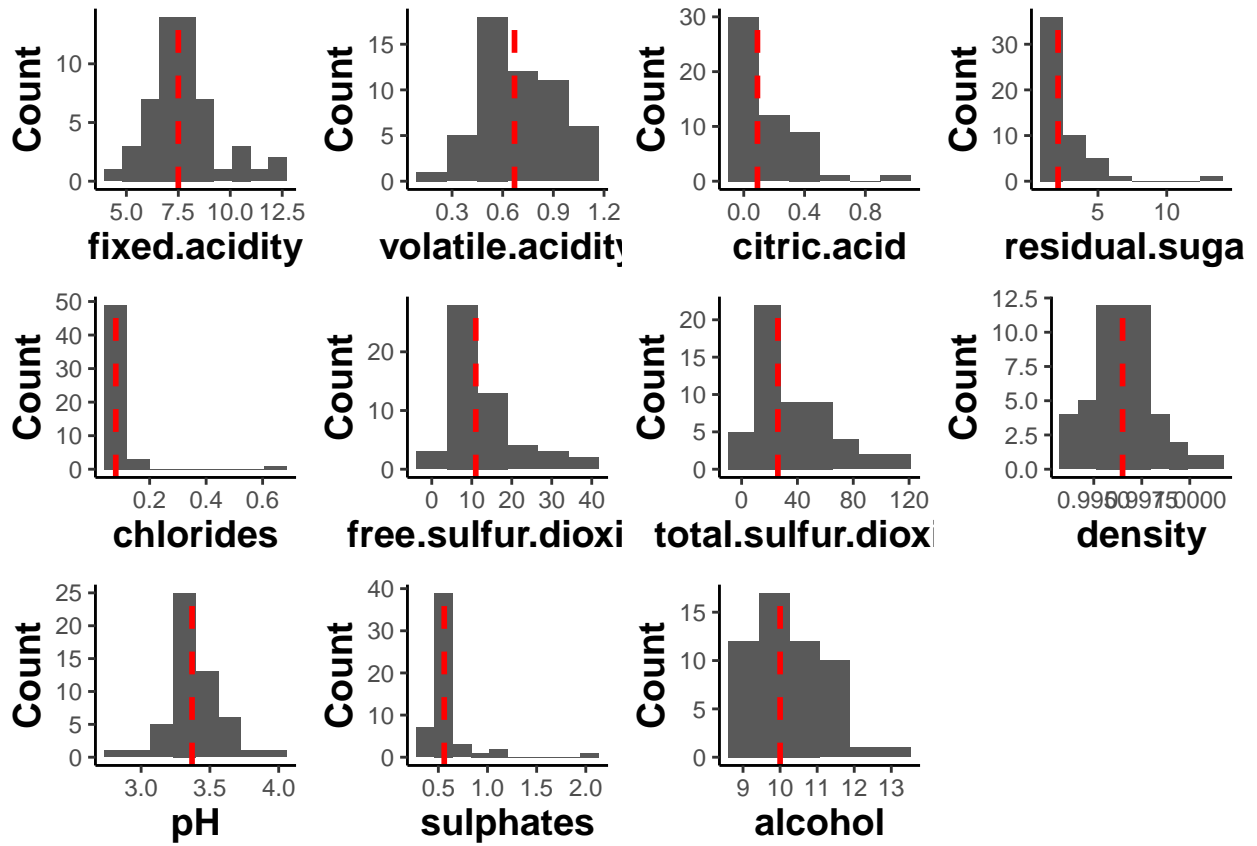 Count
10
5
0
5.0 7.5 10.0 12.5
fixed.acidity
Count
15
10
5
0
0.3 0.6 0.9 1.2
volatile.acidity
Count
30
20
10
0
0.0 0.4 0.8
citric.acid
Count
30
20
10
0
5 10
residual.suga
Count
50
40
30
20
10
0
0.2 0.4 0.6
chlorides
Count
20
10
0
0 10 20 30 40
free.sulfur.dioxi
Count
20
15
10
5
0
0 40 80 120
total.sulfur.dioxi
Count
12.5
10.0
7.5
5.0
2.5
0.0
0.9950 0.9975 1.0000
density
Count
25
20
15
10
5
0
3.0 3.5 4.0
pH
Count
40
30
20
10
0
0.5 1.0 1.5 2.0
sulphates
Count
15
10
5
0
9 10 11 12 13
alcohol